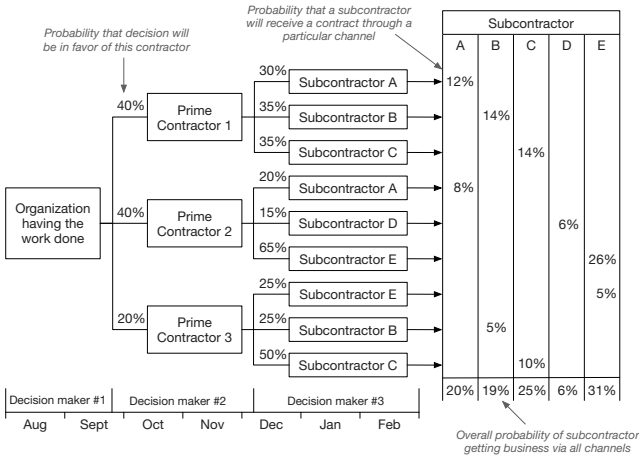 Probability that decision will
be in favor of this contractor
Probability that a subcontractor
will receive a contract through a
particular channel
Subcontractor
A B C D E
30% Subcontractor A 12%
40% Prime
Contractor 1
35% Subcontractor B 14%
35% Subcontractor C 14%
Organization
having the
work done
20% Subcontractor A 8%
40% Prime
Contractor 2
15% Subcontractor D 6%
65% Subcontractor E 26%
25% Subcontractor E 5%
20% Prime
Contractor 3
25% Subcontractor B 5%
50% Subcontractor C 10%
20% 19% 25% 6% 31%
Decision maker #1 Decision maker #2 Decision maker #3
Aug Sept Oct Nov Dec Jan Feb
Overall probability of subcontractor
getting business via all channels